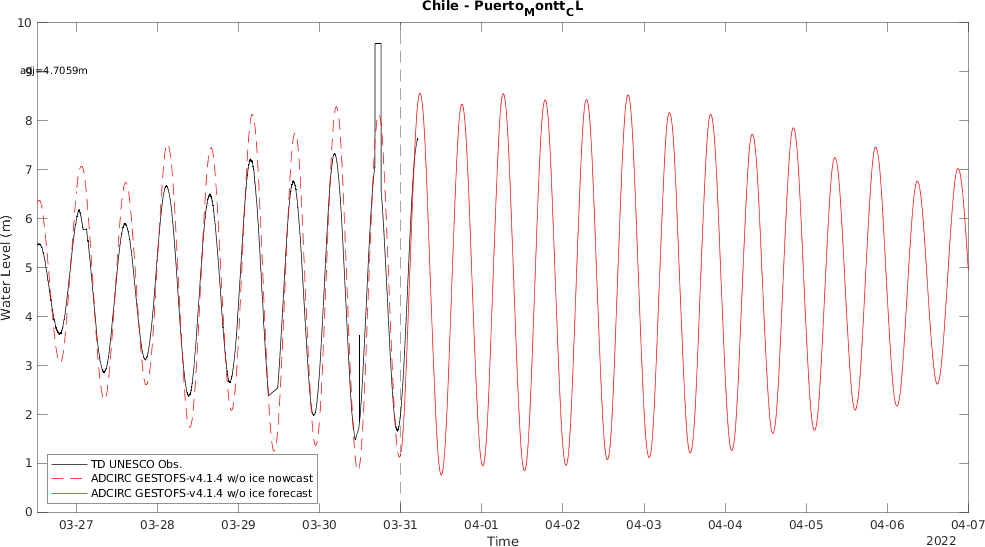 Chile - PuertoMonttCL
10
9
8
7
6
5
4
3
2
1
0
adj=4.7059m
Water Level (m)
TD UNESCO Obs.
ADCIRC GESTOFS-v4.1.4 w/o ice nowcast
ADCIRC GESTOFS-v4.1.4 w/o ice forecast
03-27 03-28 03-29 03-30 03-31 04-01 04-02 04-03 04-04 04-05 04-06 04-07
Time
2022